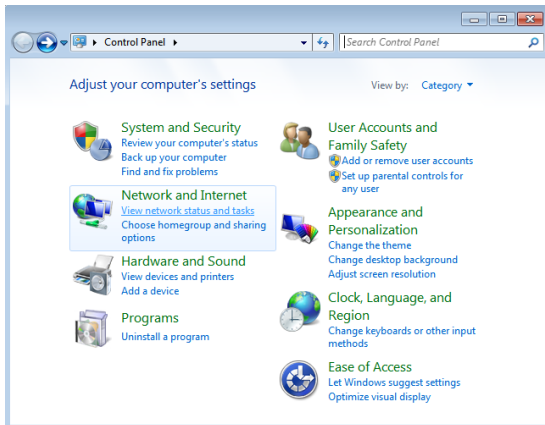 Control Panel
Search Control Panel
Adjust your computer's settings
View by: Category
System and Security
Review your computer's status
Back up your computer
Find and fix problems
Network and Internet
View network status and tasks
Choose homegroup and sharing
options
Hardware and Sound
View devices and printers
Add a device
Programs
Uninstall a program
User Accounts and
Family Safety
Add or remove user accounts
Set up parental controls for
any user
Appearance and
Personalization
Change the theme
Change desktop background
Adjust screen resolution
Clock, Language, and
Region
Change keyboards or other input
methods
Ease of Access
Let Windows suggest settings
Optimize visual display